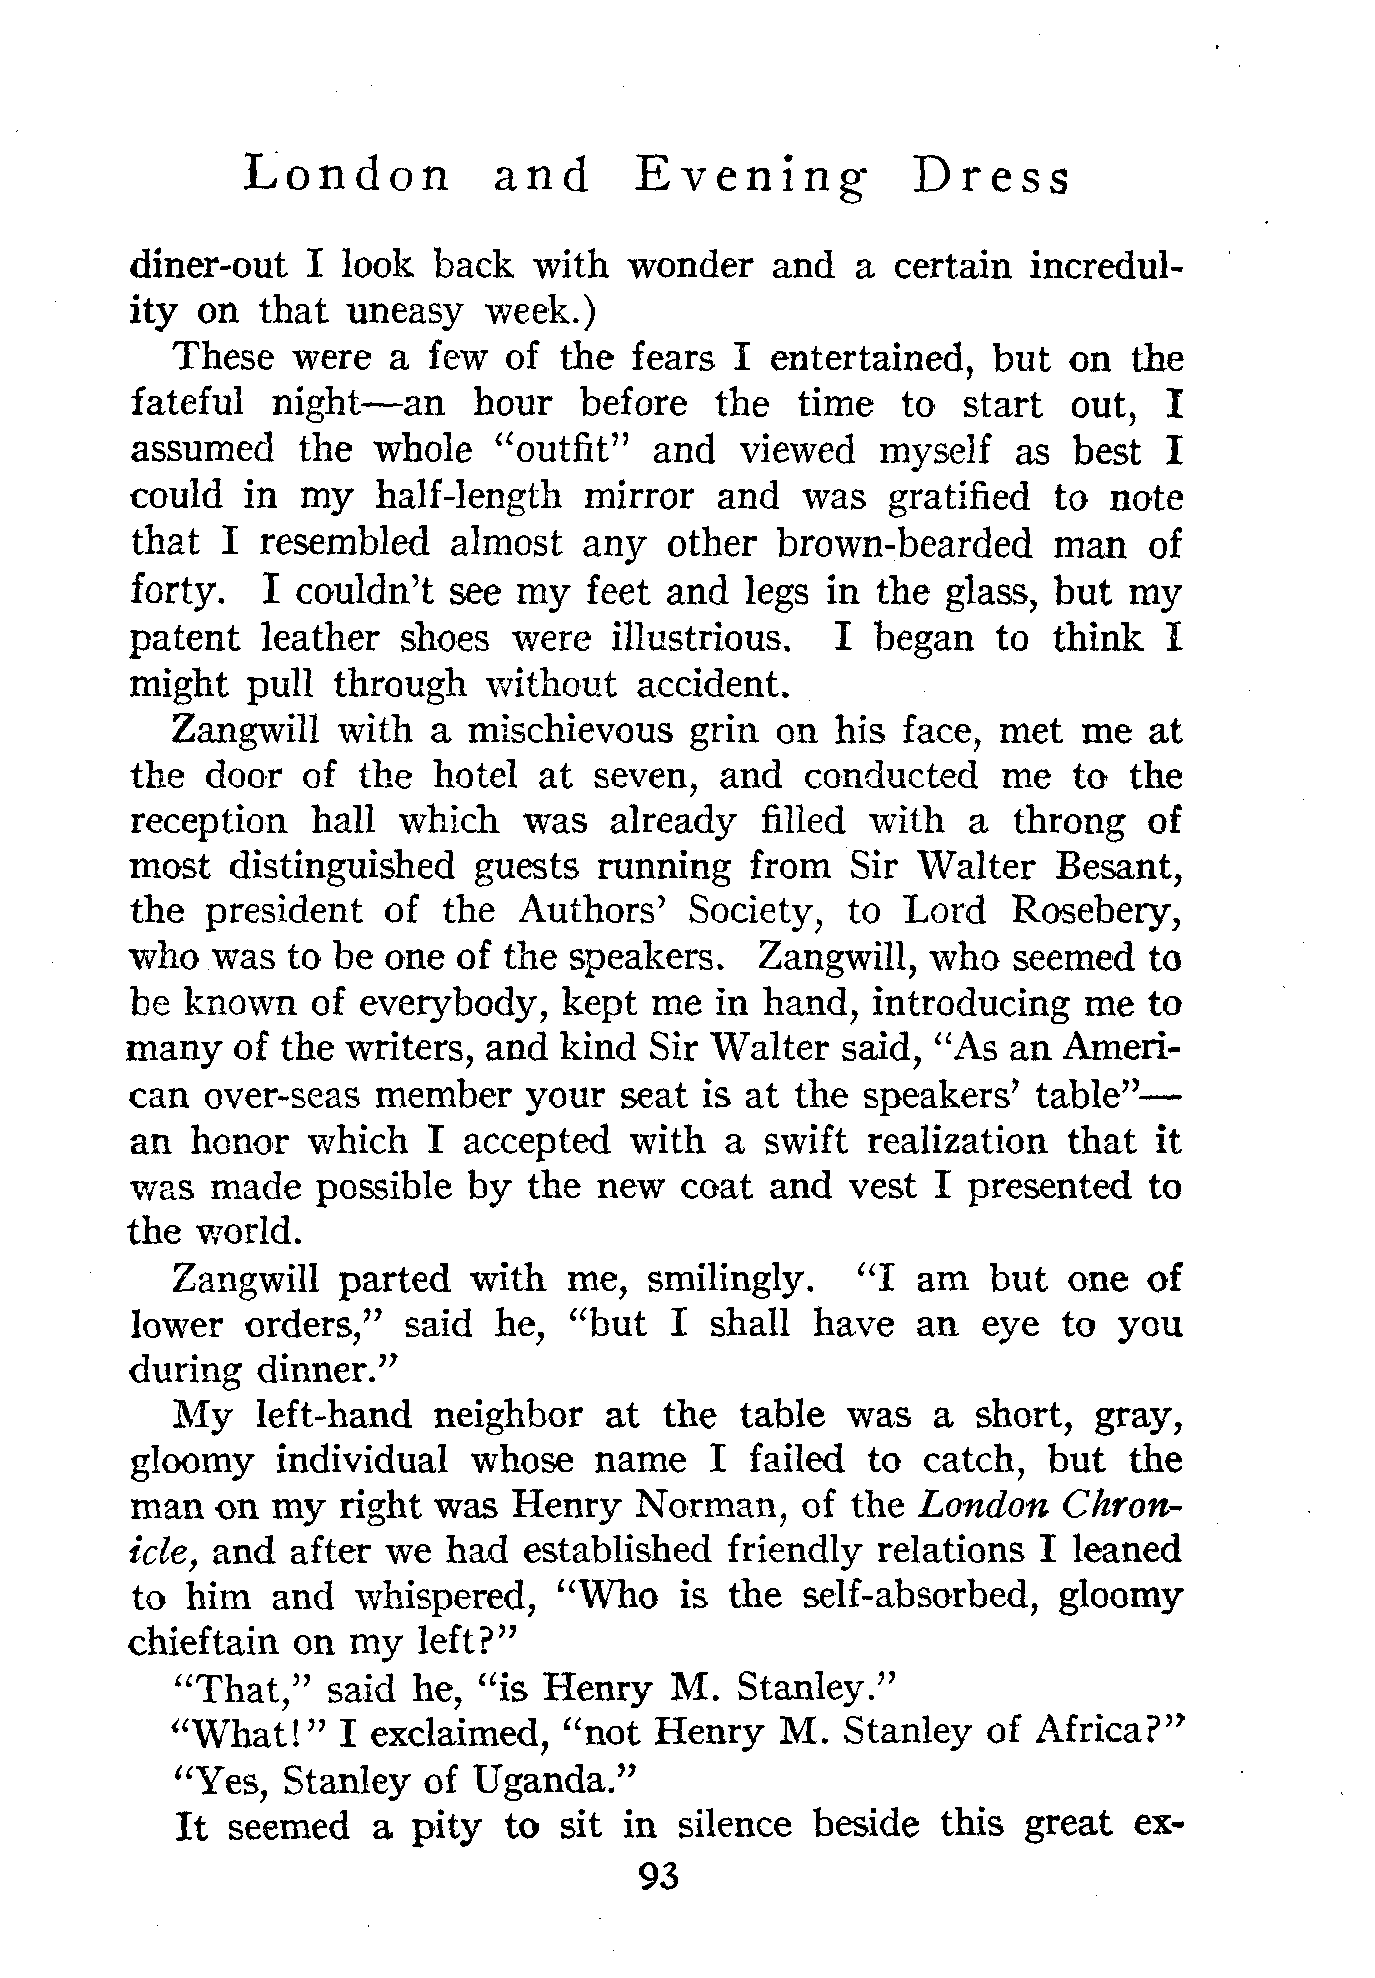 London and Evening Dress
diner-out I look back with wonder and a certain incredul-
ity on that uneasy week.)
These were a few of the fears I entertained, but on the
fateful night—an hour before the time to start out, I
assumed the whole “outfit” and viewed myself as best I
could in my half-length mirror and was gratified to note
that I resembled almost any other brown-bearded man of
forty. I couldn’t see my feet and legs in the glass, but my
patent leather shoes were illustrious. I began to think I
might pull through without accident.
Zangwill with a mischievous grin on his face, met me at
the door of the hotel at seven, and conducted me to the
reception hall which was already filled with a throng of
most distinguished guests running from Sir Walter Besant,
the president of the Authors’ Society, to Lord Rosebery,
who was to be one of the speakers. Zangwill, who seemed to
be known of everybody, kept me in hand, introducing me to
many of the writers, and kind Sir Walter said, “As an Ameri-
can over-seas member your seat is at the speakers’ table”—
an honor which I accepted with a swift realization that it
was made possible by the new coat and vest I presented to
the world.
Zangwill parted with me, smilingly. “I am but one of
lower orders,” said he, “but I shall have an eye to you
during dinner.”
My left-hand neighbor at the table was a short, gray,
gloomy individual whose name I failed to catch, but the
man on my right was Henry Norman, of the London Chron-
icle, and after we had established friendly relations I leaned
to him and whispered, “Who is the self-absorbed, gloomy
chieftain on my left?”
“That,” said he, “is Henry M. Stanley.”
“What!” I exclaimed, “not Henry M. Stanley of Africa?”
“Yes, Stanley of Uganda.”
It seemed a pity to sit in silence beside this great ex-
93